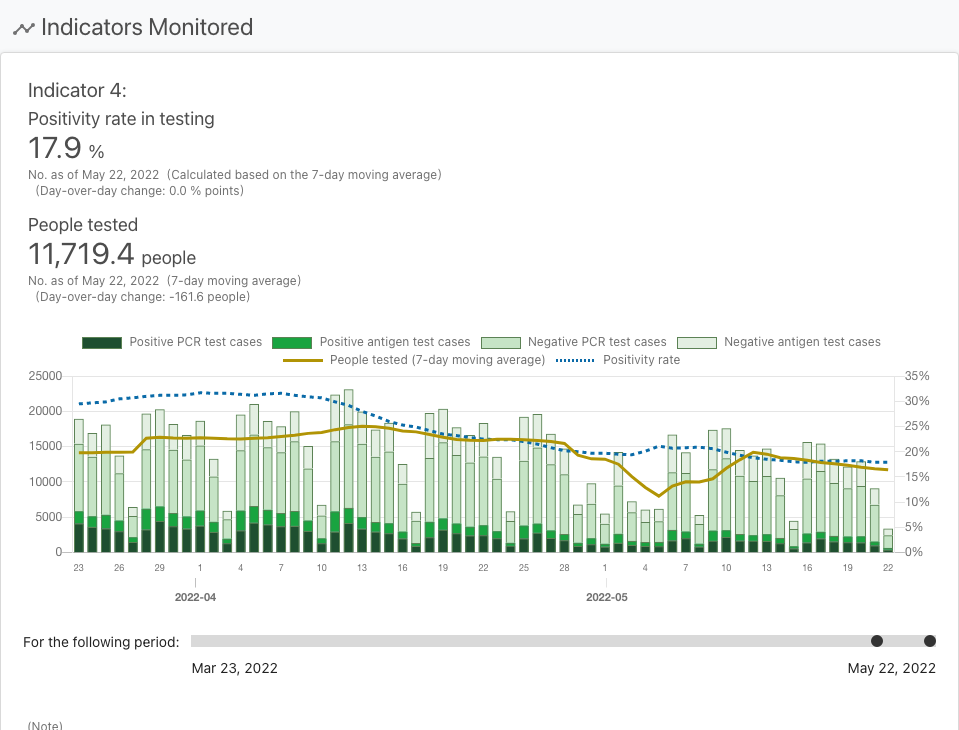 Indicators Monitored
Indicator 4:
Positivity rate in testing
17.9 %
No. as of May 22, 2022 (Calculated based on the 7-day moving average)
(Day-over-day change: 0.0 % points)
People tested
11,719.4 people
No. as of May 22, 2022 (7-day moving average)
(Day-over-day change: -161.6 people)
Positive PCR test cases Positive antigen test cases Negative PCR test cases Negative antigen test cases
People tested (7-day moving average) Positivity rate
25000 35%
30%
20000
25%
15000
20%
15%
10000
10%
5000
5%
0 0%
23 26 29 1 4 7 10 13 16 19 22 25 28 1 4 7 10 13 16 19 22
2022-04 2022-05
For the following period:
Mar 23, 2022 May 22, 2022
(Note)